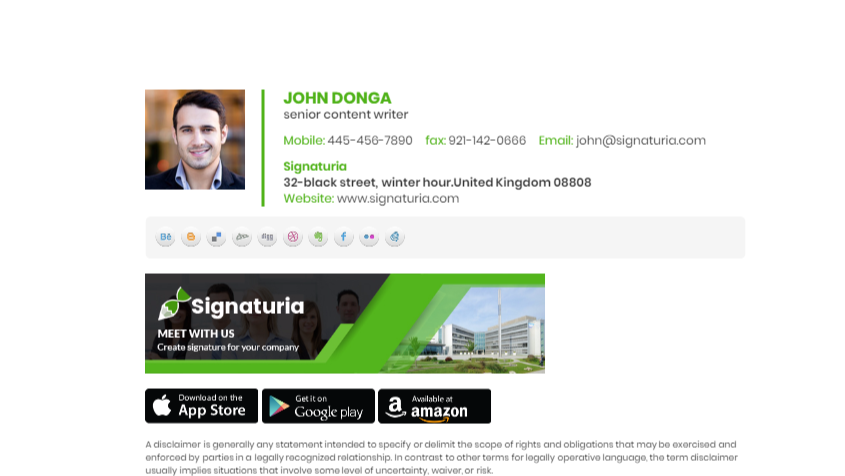 JOHN DONGA
senior content writer
Mobile: 445-456-7890 fax: 921-142-0666 Email: john@signaturia.com
Signaturia
32-black street, winter hour.United Kingdom 08808
Website: www.signaturia.com
Bē
digg
f
Signaturia
MEET WITH US
Create signature for your company
Download on the
App Store
Get it on
Google play
Available at
amazon
A disclaimer is generally any statement intended to specify or delimit the scope of rights and obligations that may be exercised and
enforced by parties in a legally recognized relationship. In contrast to other terms for legally operative language, the term disclaimer
usually implies situations that involve some level of uncertainty, waiver, or risk.